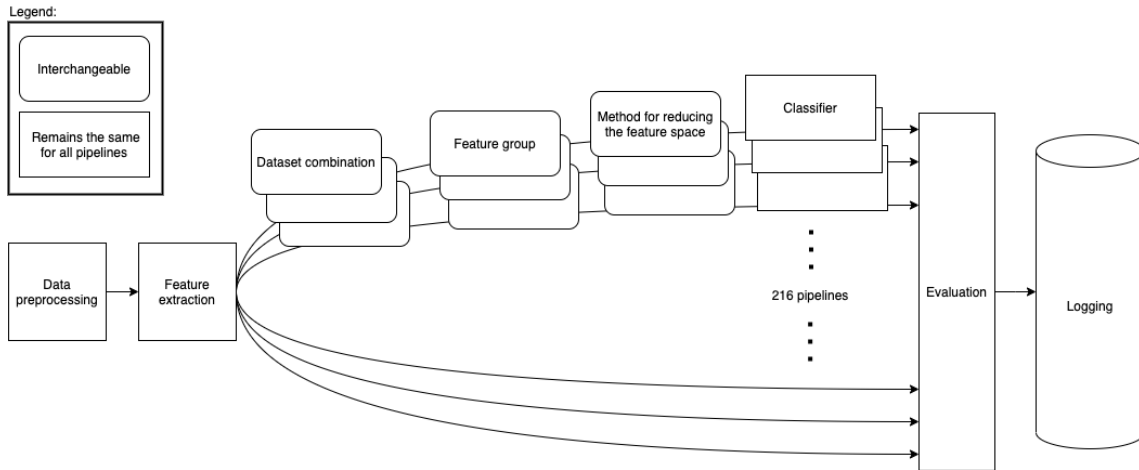 Legend:
Interchangeable
Remains the same
for all pipelines
Dataset combination
Feature group
Method for reducing
the feature space
Classifier
Data
preprocessing
Feature
extraction
216 pipelines
Evaluation
Logging